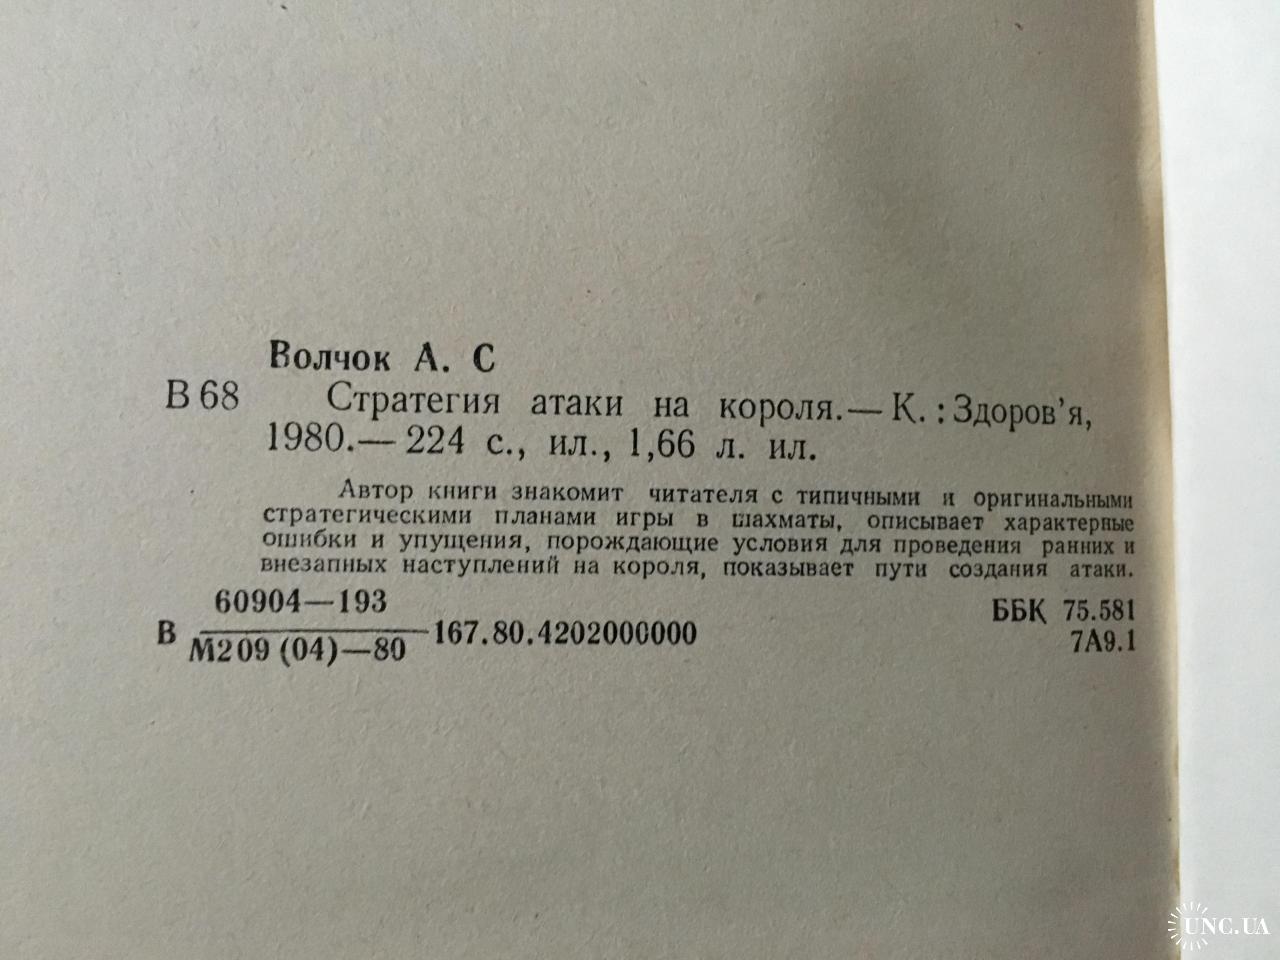 Волчок А. С
В 68 Стратегия атаки на короля.— К. : Здоров'я,
1980.— 224 с., ил., 1,66 л. ил.
Автор книги знакомит читателя с типичными и оригинальными
стратегическими планами игры в шахматы, описывает характерные
ошибки и упущения, порождающие условия для проведения ранних и
внезапных наступлений на короля, показывает пути создания атаки.
60904—193
В М209 (04)—80 167.80.4202000000
ББК 75.581
7А9.1
UNC.UA